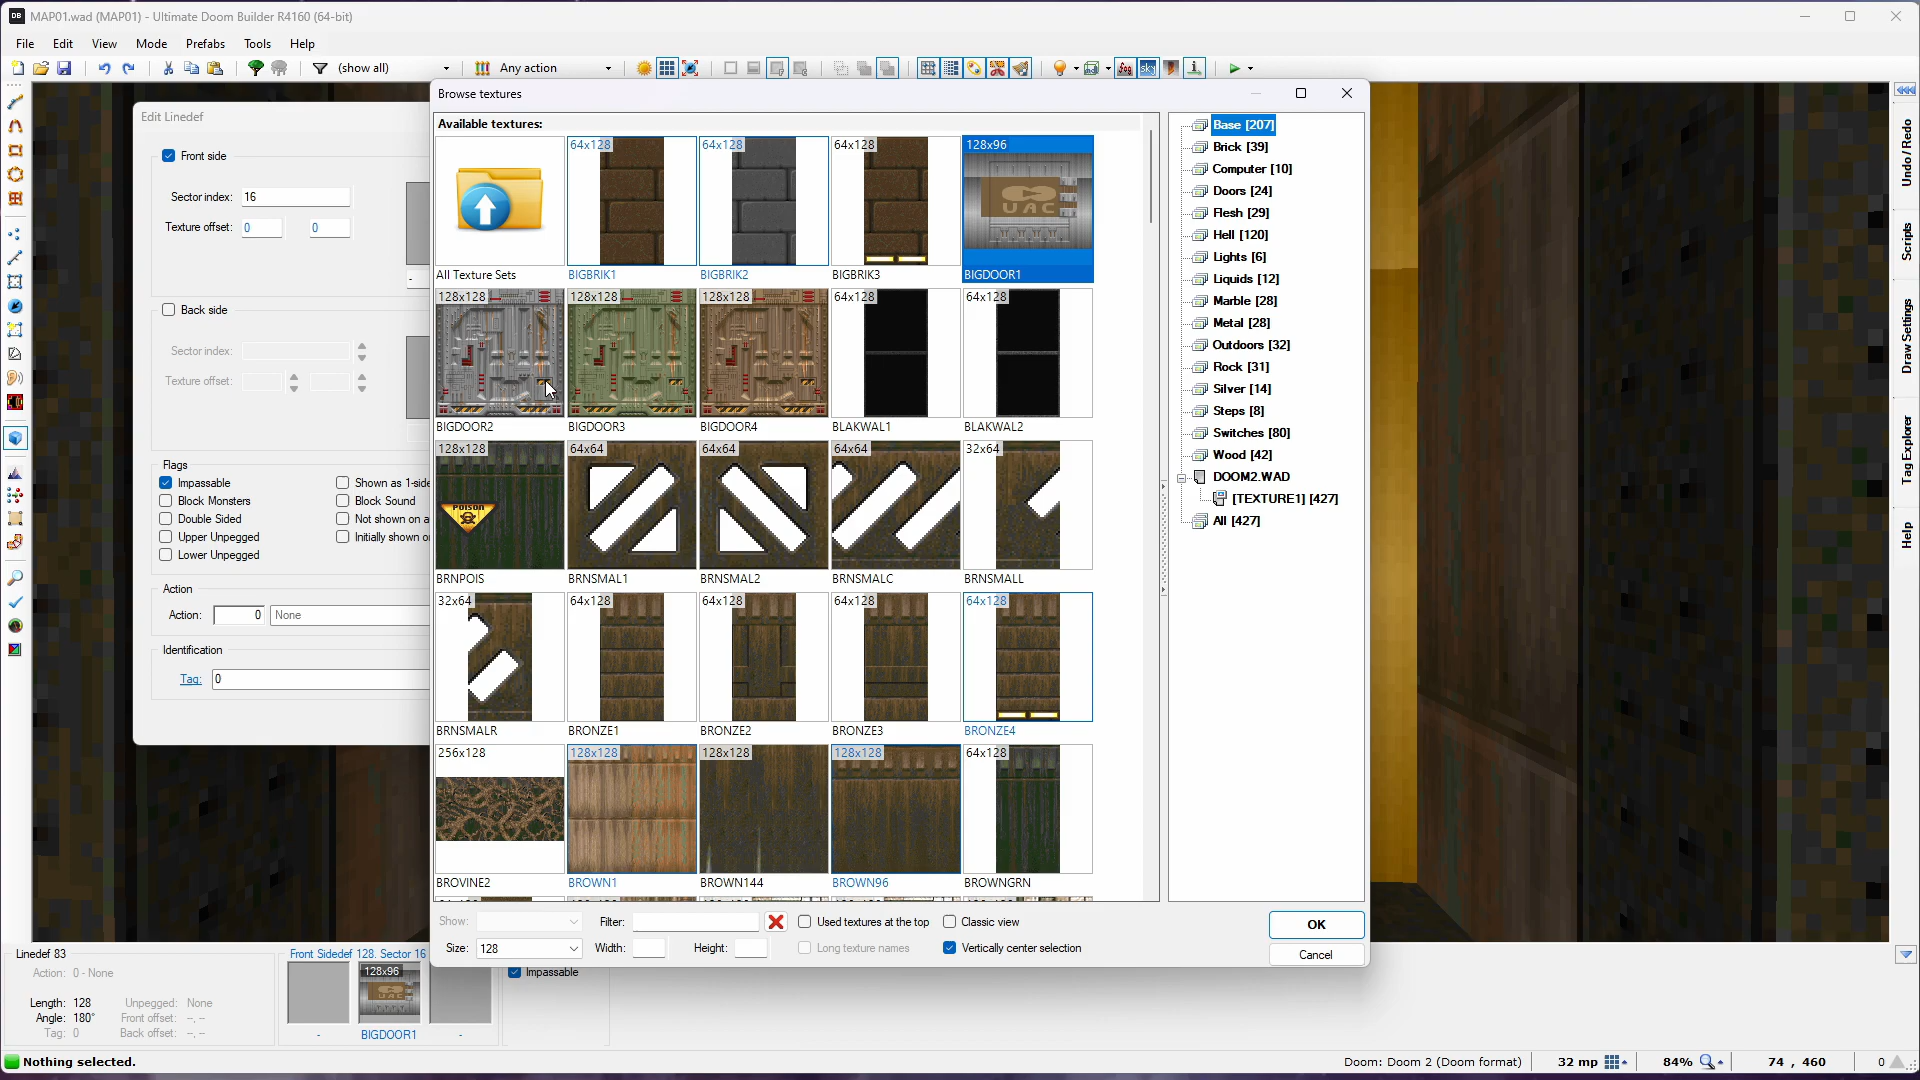 MAP01.wad (MAP01) - Ultimate Doom Builder R4160 (64-bit)
File Edit View Mode Prefabs Tools Help
(show all) Any action
Edit Linedef
Front side
Sector index: 16
Texture offset: 0 0
-
Back side
Sector index:
Texture offset:
Flags
Impassable
Block Monsters
Double Sided
Upper Unpegged
Lower Unpegged
Shown as 1-side
Block Sound
Not shown on a
Initially shown o
Action
Action: 0 None
Identification
Tag: 0
Browse textures
Available textures:
64x128 64x128 64x128 128x96
UAC
All Texture Sets BIGBRIK1 BIGBRIK2 BIGBRIK3 BIGDOOR1
128x128 128x128 128x128 64x128 64x128
BIGDOOR2 BIGDOOR3 BIGDOOR4 BLAKWAL1 BLAKWAL2
128x128 64x64 64x64 64x64 32x64
POISON
BRNPOIS BRNSMAL1 BRNSMAL2 BRNSMALC BRNSMALL
32x64 64x128 64x128 64x128 64x128
BRNSMALR BRONZE1 BRONZE2 BRONZE3 BRONZE4
256x128 128x128 128x128 128x128 64x128
BROVINE2 BROWN1 BROWN144 BROWN96 BROWNGRN
Show: Filter: Used textures at the top Classic view
Size: 128 Width: Height: Long texture names Vertically center selection
Base [207]
Brick [39]
Computer [10]
Doors [24]
Flesh [29]
Hell [120]
Lights [6]
Liquids [12]
Marble [28]
Metal [28]
Outdoors [32]
Rock [31]
Silver [14]
Steps [8]
Switches [80]
Wood [42]
DOOM2.WAD
[TEXTURE1] [427]
All [427]
OK
Cancel
Undo / Redo
Scripts
Draw Settings
Tag Explorer
Help
Linedef 83
Action: 0 - None
Length: 128 Unpegged: None
Angle: 180° Front offset: --, --
Tag: 0 Back offset: --, --
Front Sidedef 128. Sector 16
128x96
- BIGDOOR1 -
Impassable
Nothing selected.
Doom: Doom 2 (Doom format) 32 mp 84% 74 , 460 0